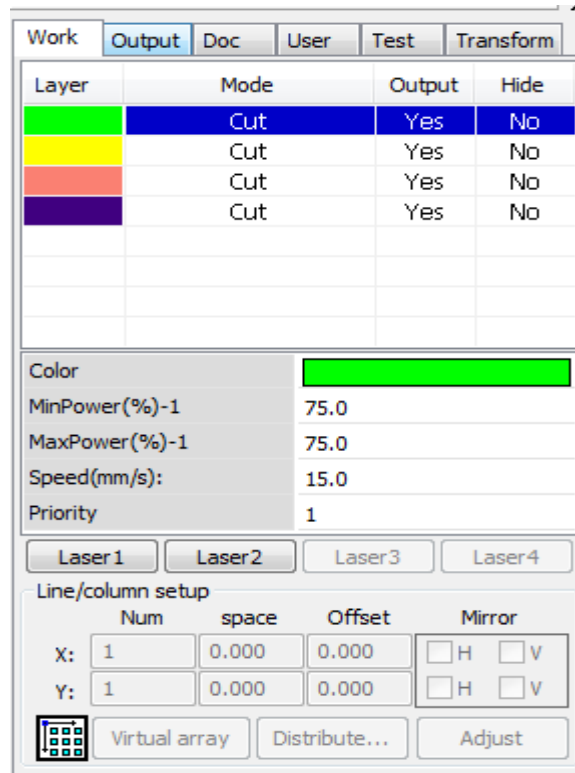 Work Output Doc User Test Transform
Layer Mode Output Hide
Cut Yes No
Cut Yes No
Cut Yes No
Cut Yes No
Color
MinPower(%)-1 75.0
MaxPower(%)-1 75.0
Speed(mm/s): 15.0
Priority 1
Laser1 Laser2 Laser3 Laser4
Line/column setup
Num space Offset Mirror
X: 1 0.000 0.000 H V
Y: 1 0.000 0.000 H V
Virtual array Distribute... Adjust